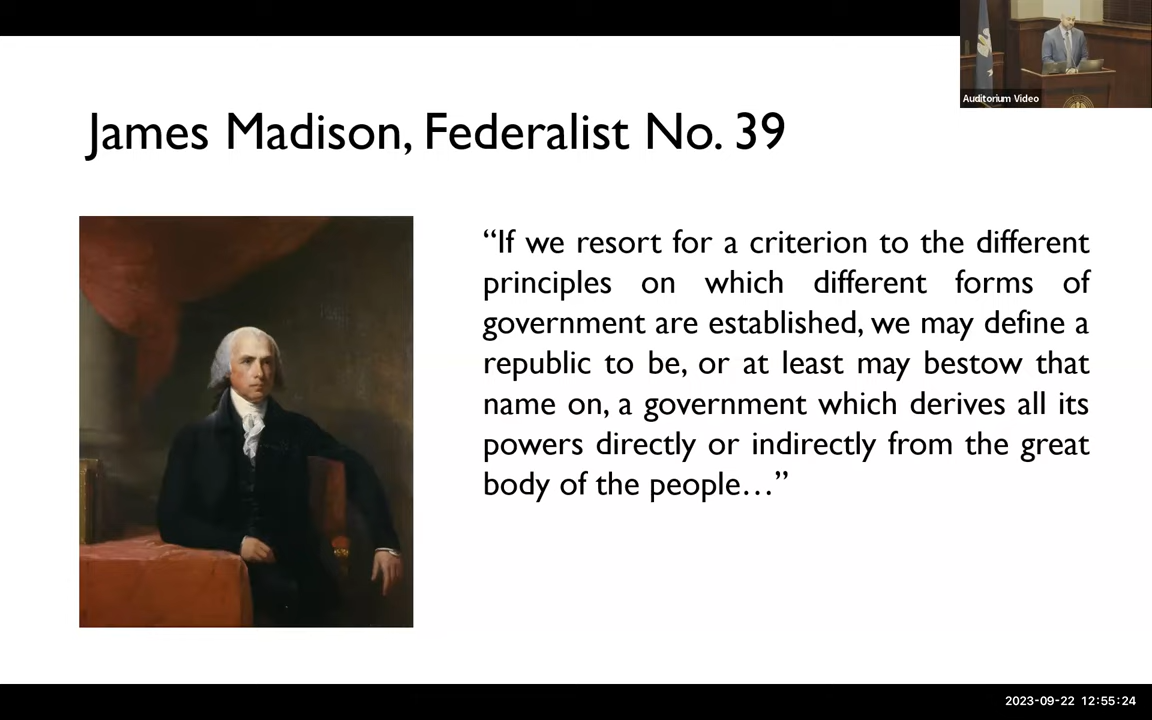 Auditorium Video
James Madison, Federalist No. 39
“If we resort for a criterion to the different
principles on which different forms of
government are established, we may define a
republic to be, or at least may bestow that
name on, a government which derives all its
powers directly or indirectly from the great
body of the people…”
2023-09-22 12:55:24